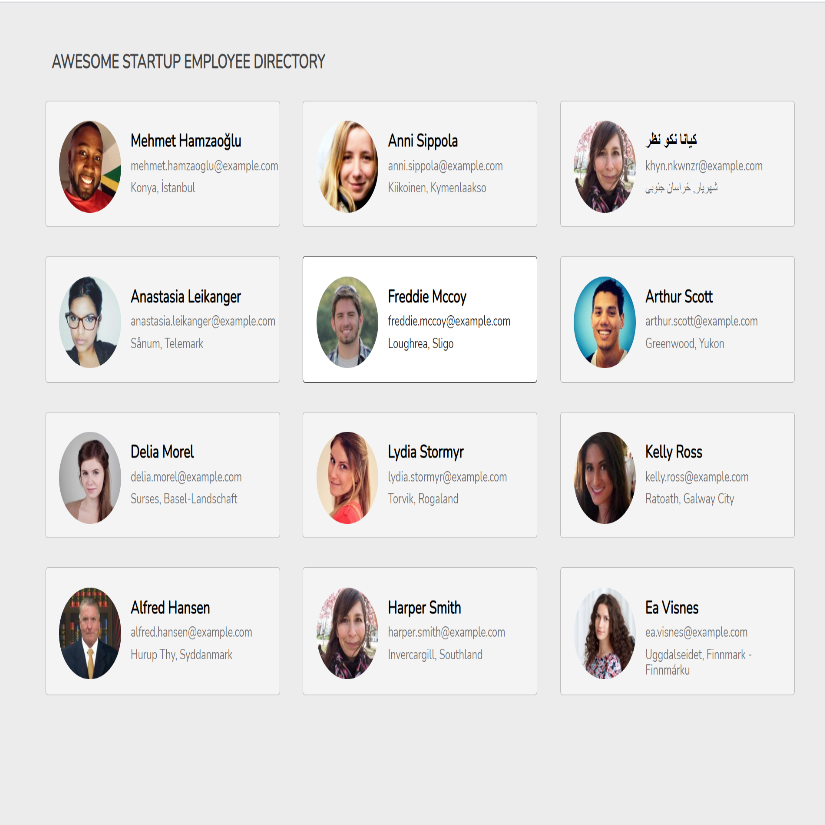 AWESOME STARTUP EMPLOYEE DIRECTORY
Mehmet Hamzaoğlu
mehmet.hamzaoglu@example.com
Konya, İstanbul
Anni Sippola
anni.sippola@example.com
Kiikoinen, Kymenlaakso
کیانا نكو نظر
khyn.nkwnzr@example.com
شهریار, خراسان جنوبی
Anastasia Leikanger
anastasia.leikanger@example.com
Sånum, Telemark
Freddie Mccoy
freddie.mccoy@example.com
Loughrea, Sligo
Arthur Scott
arthur.scott@example.com
Greenwood, Yukon
Delia Morel
delia.morel@example.com
Surses, Basel-Landschaft
Lydia Stormyr
lydia.stormyr@example.com
Torvik, Rogaland
Kelly Ross
kelly.ross@example.com
Ratoath, Galway City
Alfred Hansen
alfred.hansen@example.com
Hurup Thy, Syddanmark
Harper Smith
harper.smith@example.com
Invercargill, Southland
Ea Visnes
ea.visnes@example.com
Uggdalseidet, Finnmark -
Finnmárku